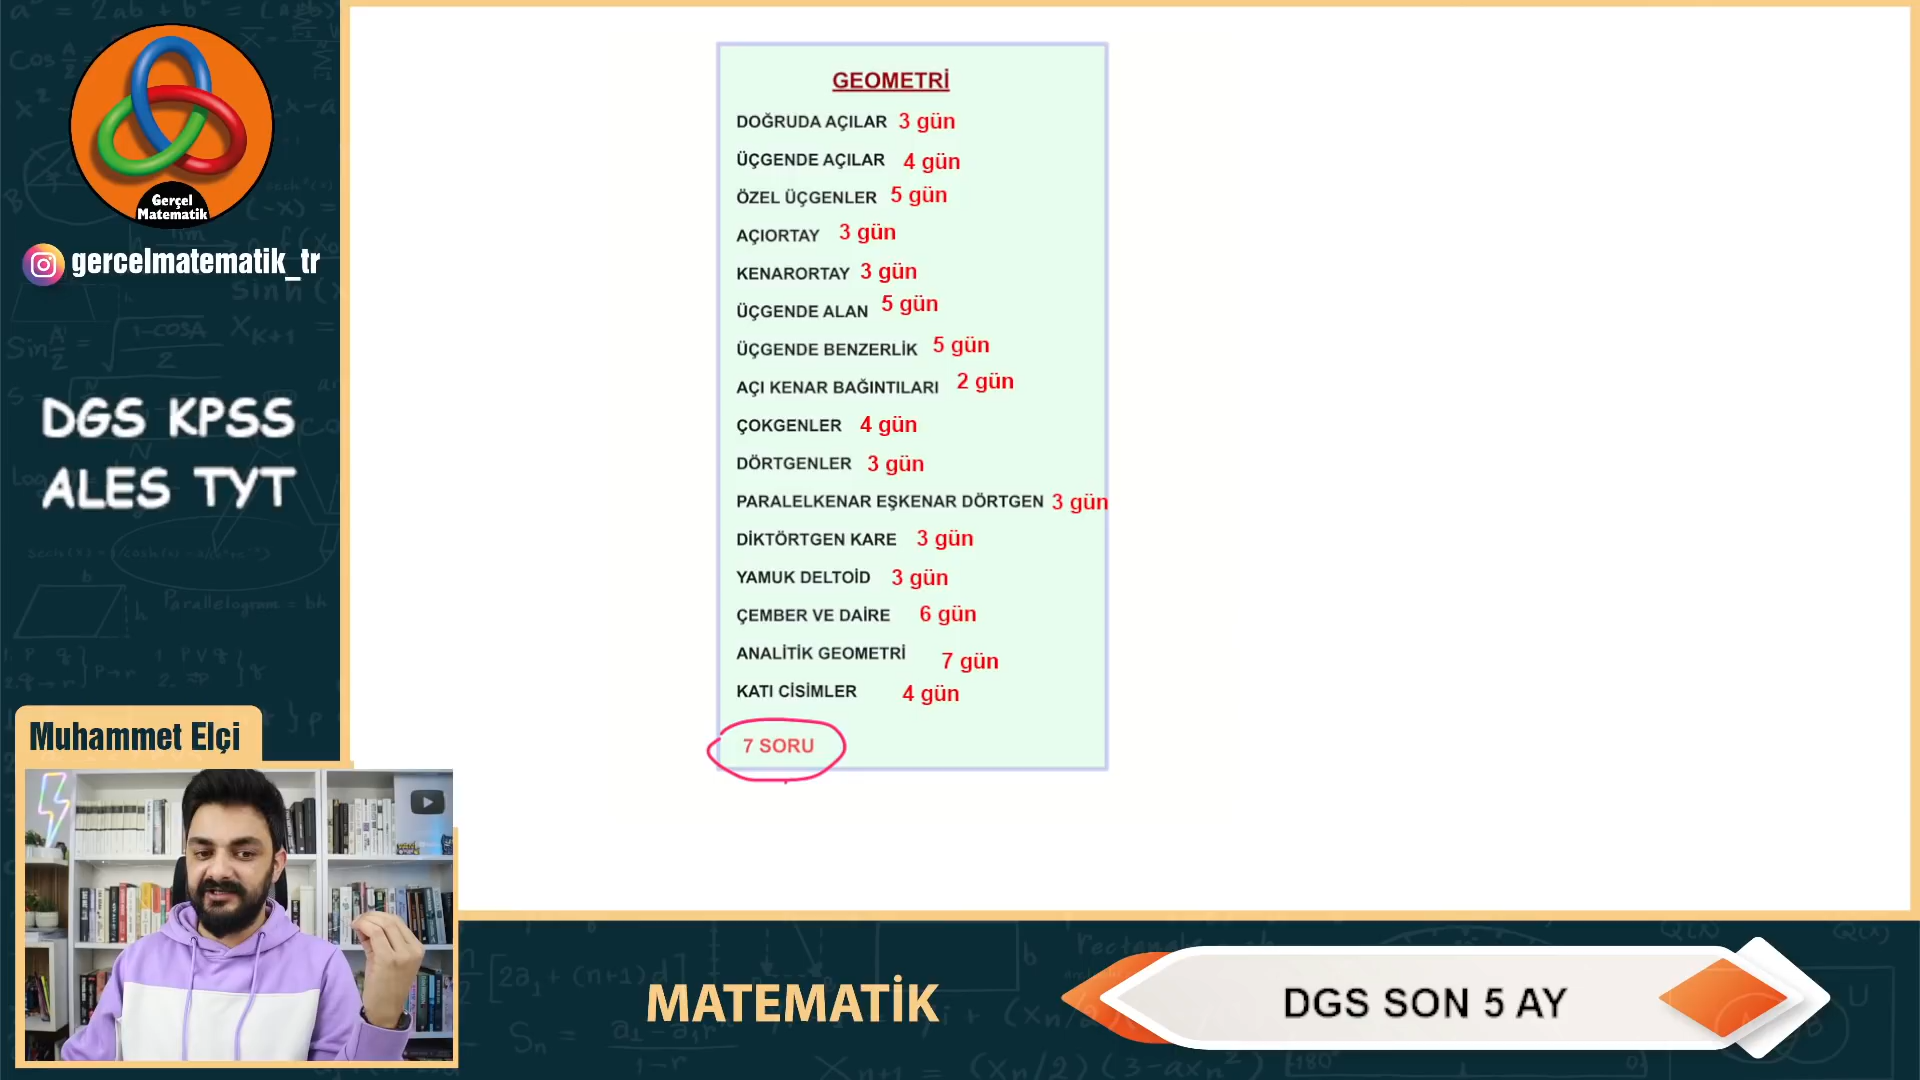 Gerçel
Matematik
gercelmatematik_tr
DGS KPSS
ALES TYT
GEOMETRİ
DOĞRUDA AÇILAR 3 gün
ÜÇGENDE AÇILAR 4 gün
ÖZEL ÜÇGENLER 5 gün
AÇIORTAY 3 gün
KENARORTAY 3 gün
ÜÇGENDE ALAN 5 gün
ÜÇGENDE BENZERLİK 5 gün
AÇI KENAR BAĞINTILARI 2 gün
ÇOKGENLER 4 gün
DÖRTGENLER 3 gün
PARALELKENAR EŞKENAR DÖRTGEN 3 gün
DİKTÖRTGEN KARE 3 gün
YAMUK DELTOİD 3 gün
ÇEMBER VE DAİRE 6 gün
ANALİTİK GEOMETRİ 7 gün
KATI CİSİMLER 4 gün
7 SORU
Muhammet Elçi
MATEMATİK
DGS SON 5 AY